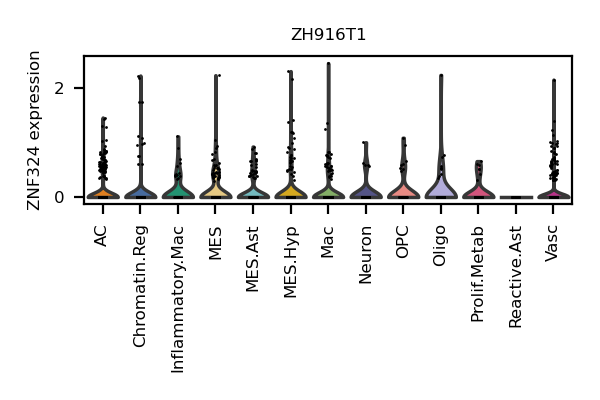 ZH916T1
ZNF324 expression
2
0
AC
Chromatin.Reg
Inflammatory.Mac
MES
MES.Ast
MES.Hyp
Mac
Neuron
OPC
Oligo
Prolif.Metab
Reactive.Ast
Vasc